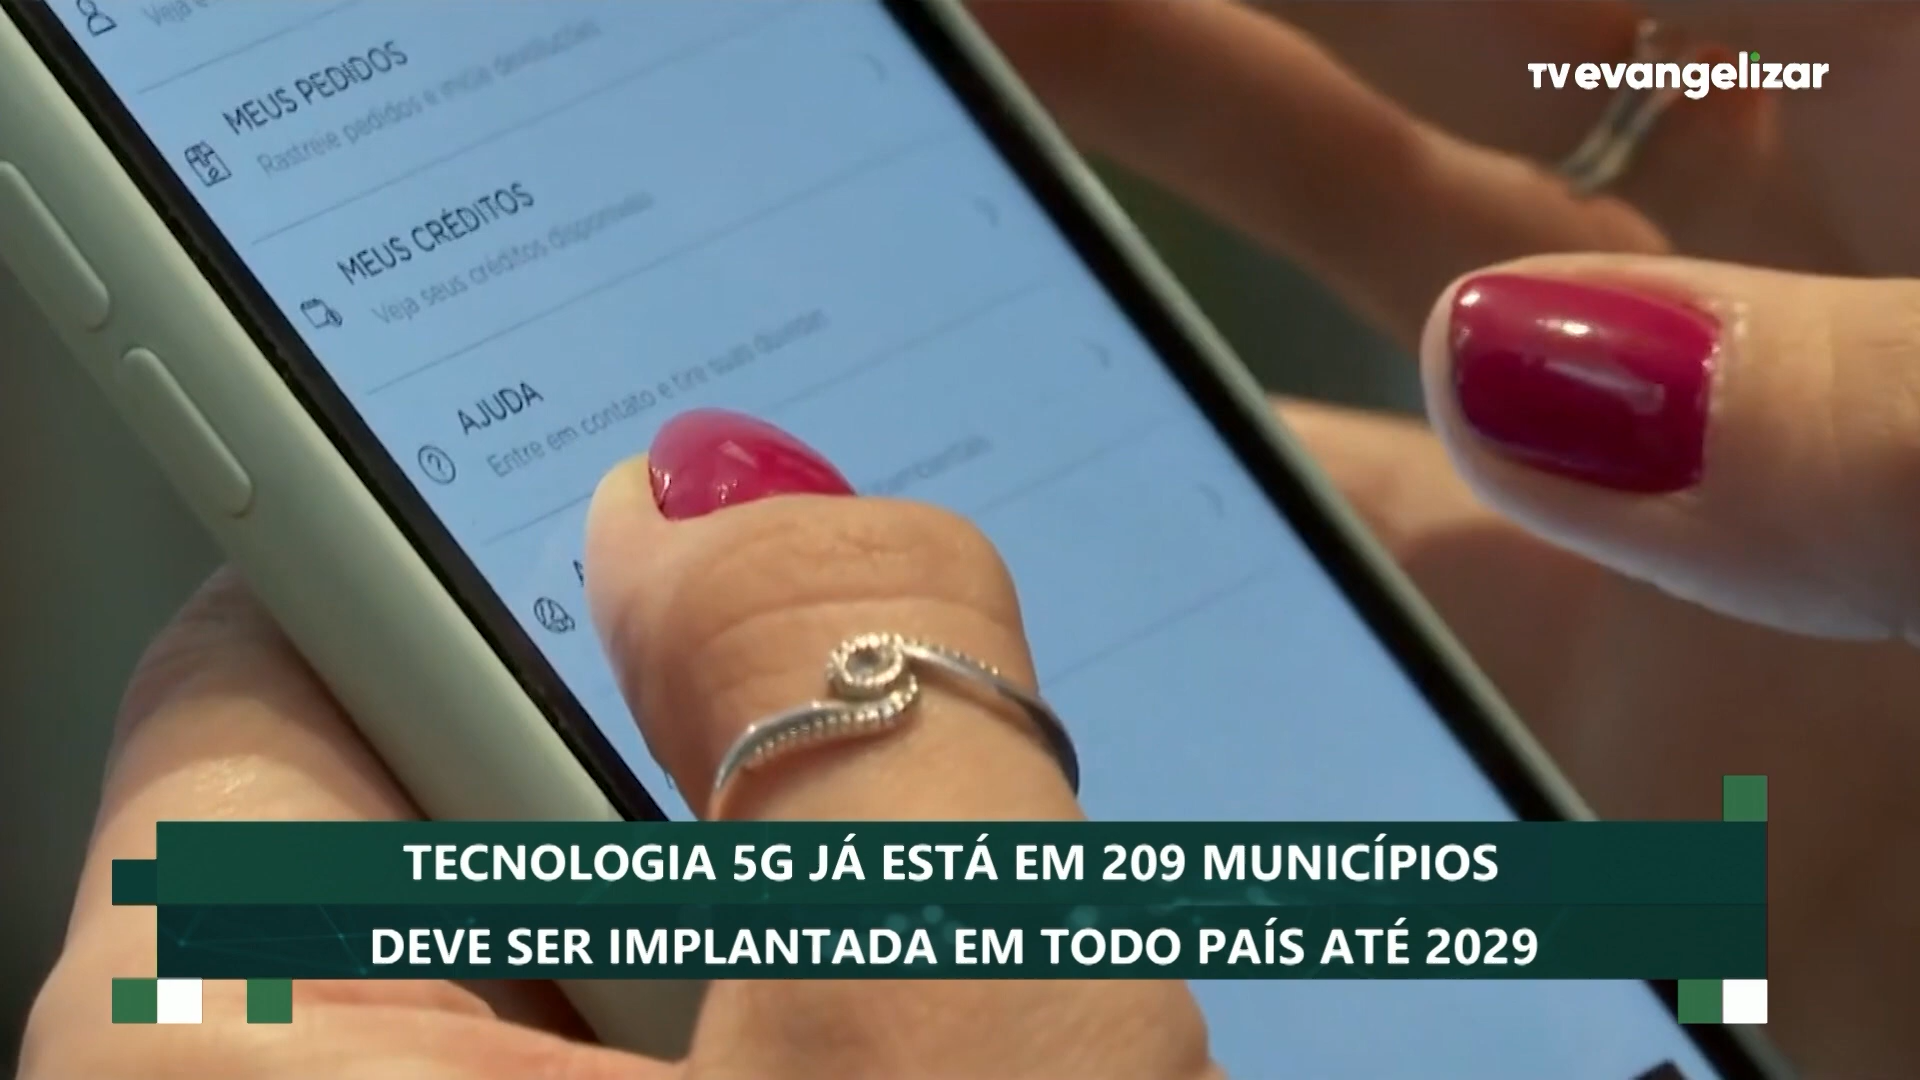 tvevangelizar
Veja
MEUS PEDIDOS
Rastreie pedidos e inicie devoluções
MEUS CRÉDITOS
Veja seus créditos disponíveis
AJUDA
Entre em contato e tire suas dúvidas
TECNOLOGIA 5G JÁ ESTÁ EM 209 MUNICÍPIOS
DEVE SER IMPLANTADA EM TODO PAÍS ATÉ 2029